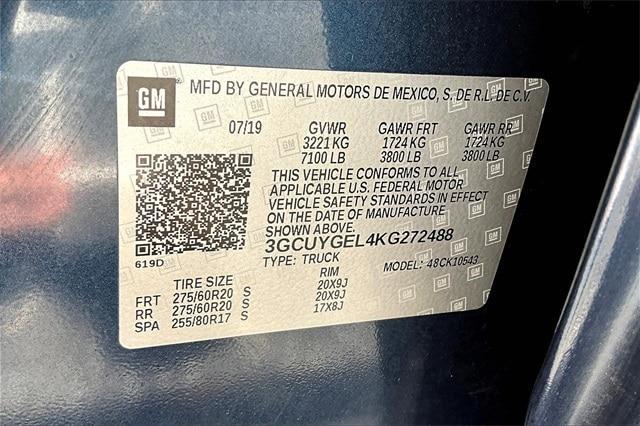 GM MFD BY GENERAL MOTORS DE MEXICO, S. DE R.L. DE C.V.
07/19 GVWR GAWR FRT GAWR RR
3221 KG 1724 KG 1724 KG
7100 LB 3800 LB 3800 LB
THIS VEHICLE CONFORMS TO ALL
APPLICABLE U.S. FEDERAL MOTOR
VEHICLE SAFETY STANDARDS IN EFFECT
ON THE DATE OF MANUFACTURE
SHOWN ABOVE.
3GCUYGEL4KG272488
619D TYPE: TRUCK MODEL: 48CK10543
TIRE SIZE RIM
FRT 275/60R20 S 20X9J
RR 275/60R20 S 20X9J
SPA 255/80R17 S 17X8J